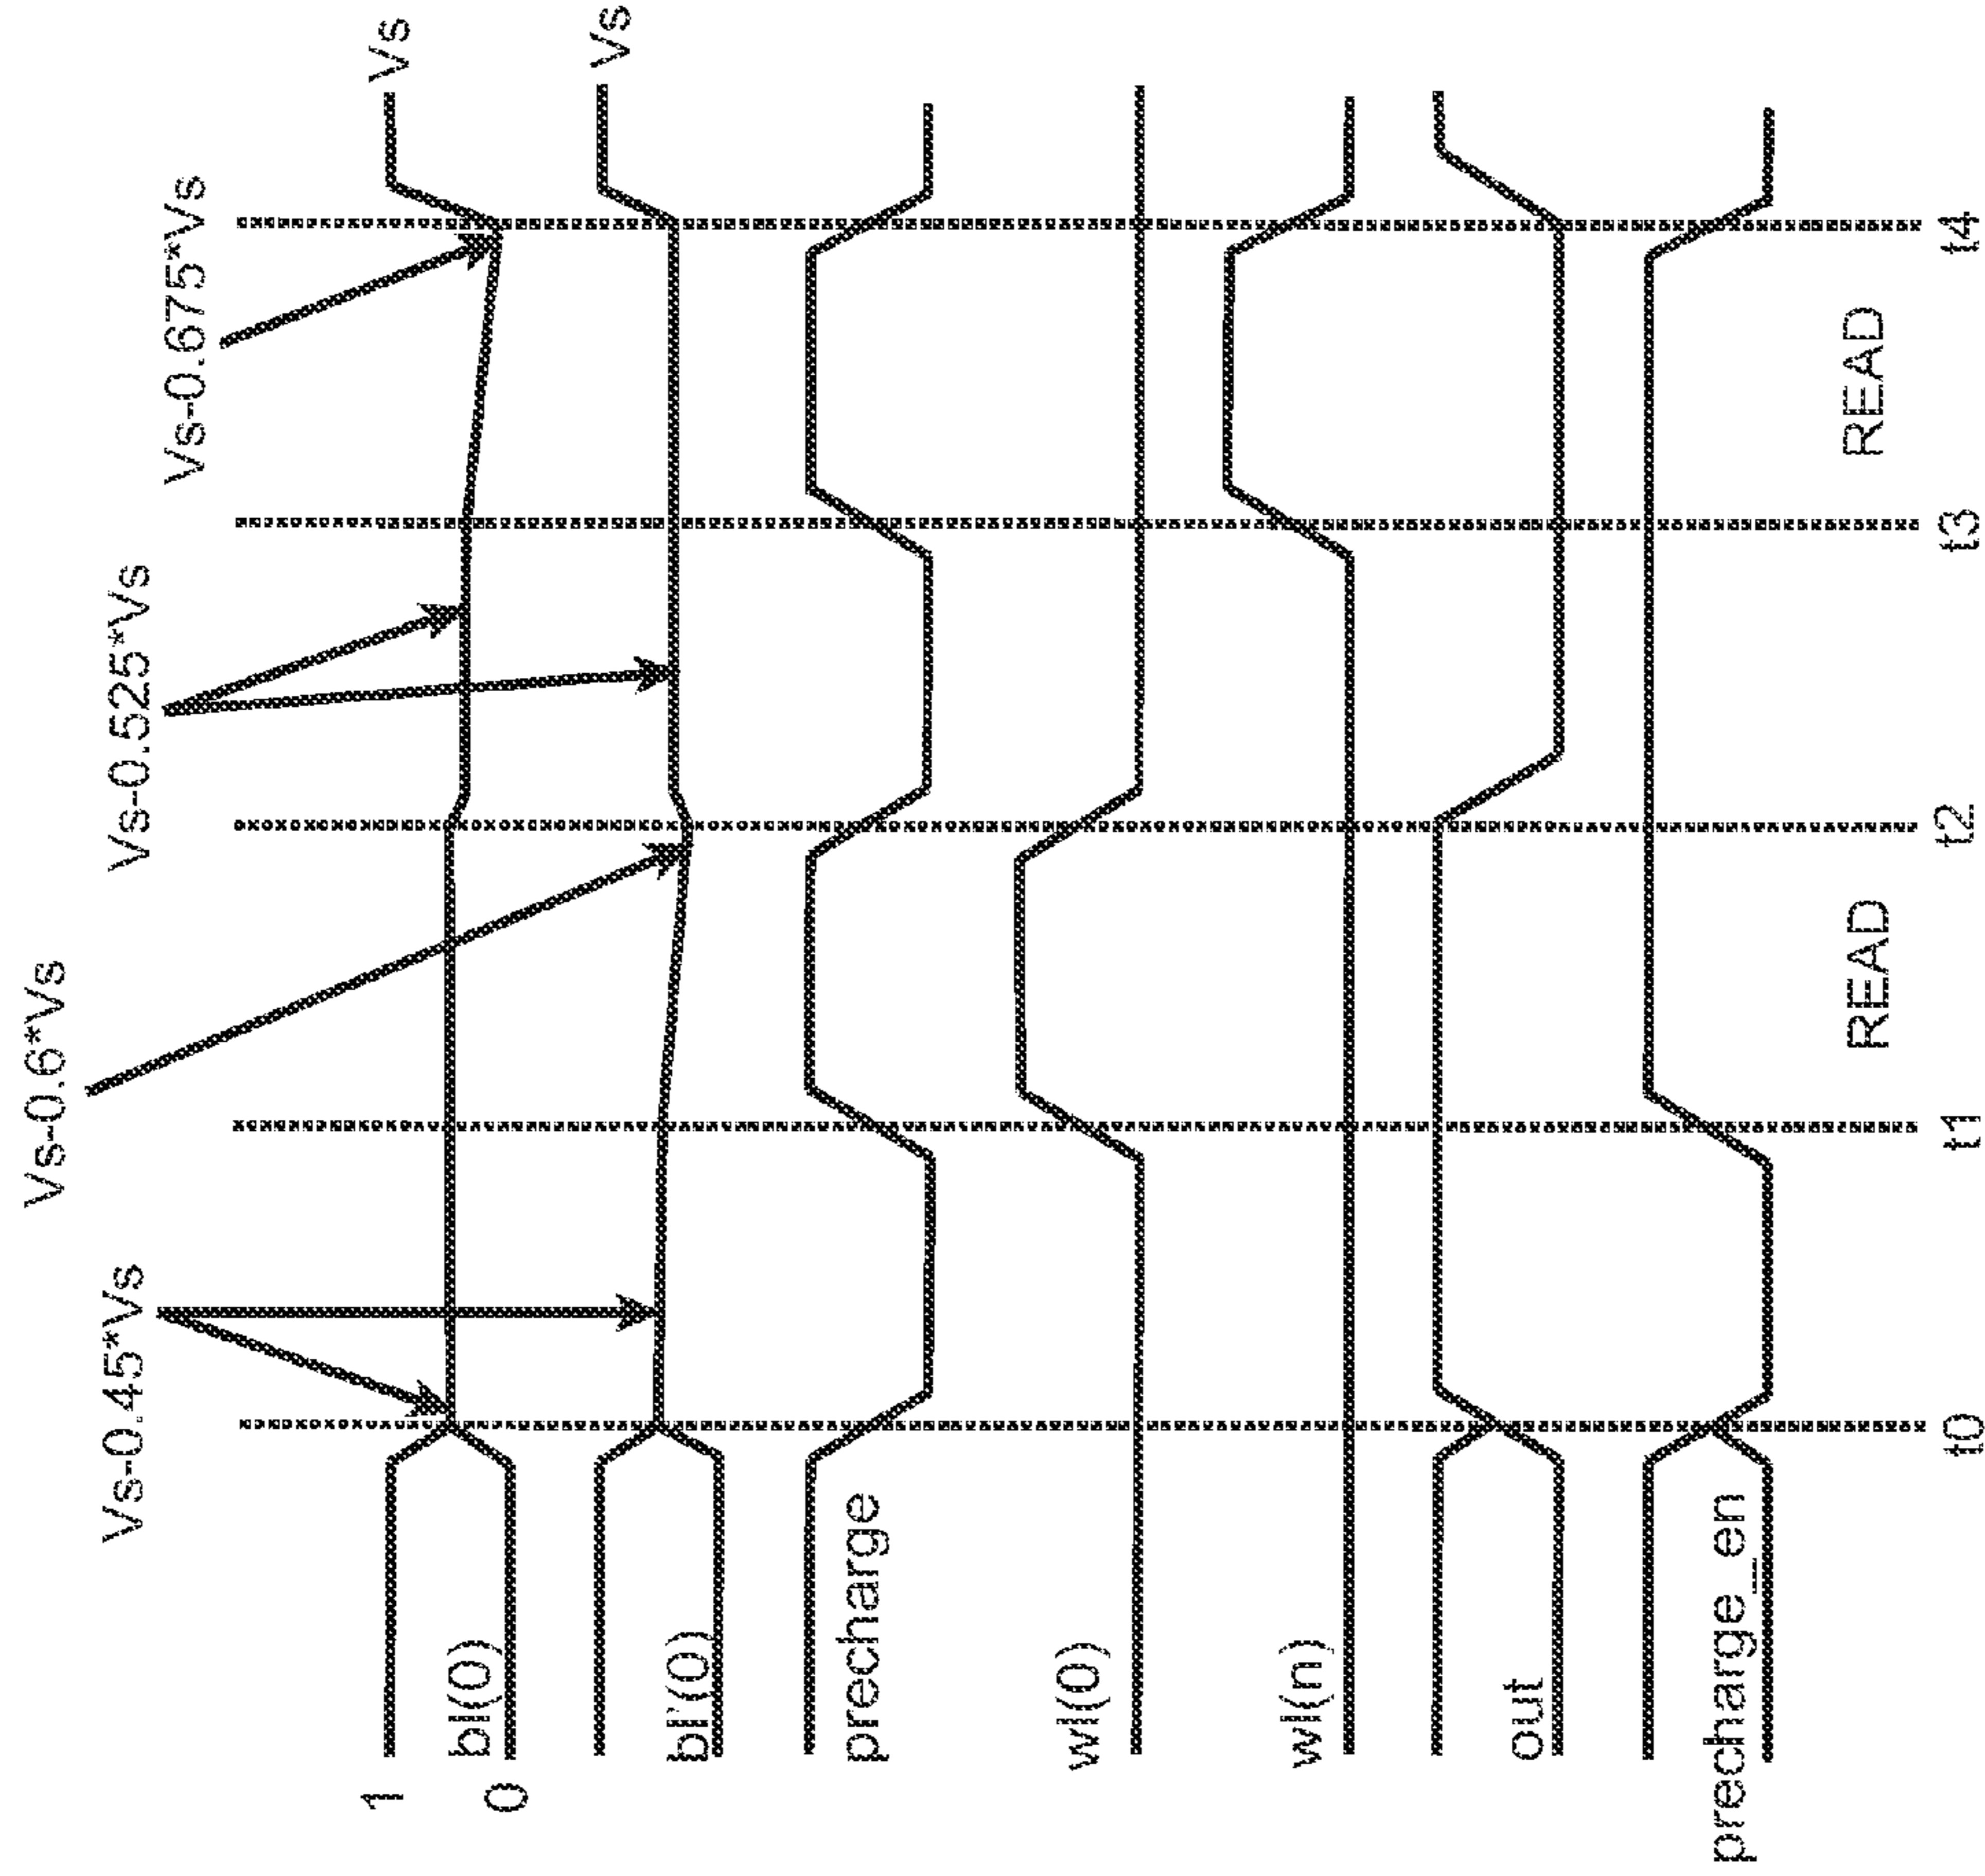 Vs-0.45*Vs
Vs-0.6*Vs
Vs-0.525*Vs
Vs-0.675*Vs
1
bl(0)
0
Vs
bl'(0)
Vs
precharge
wl(0)
wl(n)
out
precharge_en
READ
READ
t0
t1
t2
t3
t4